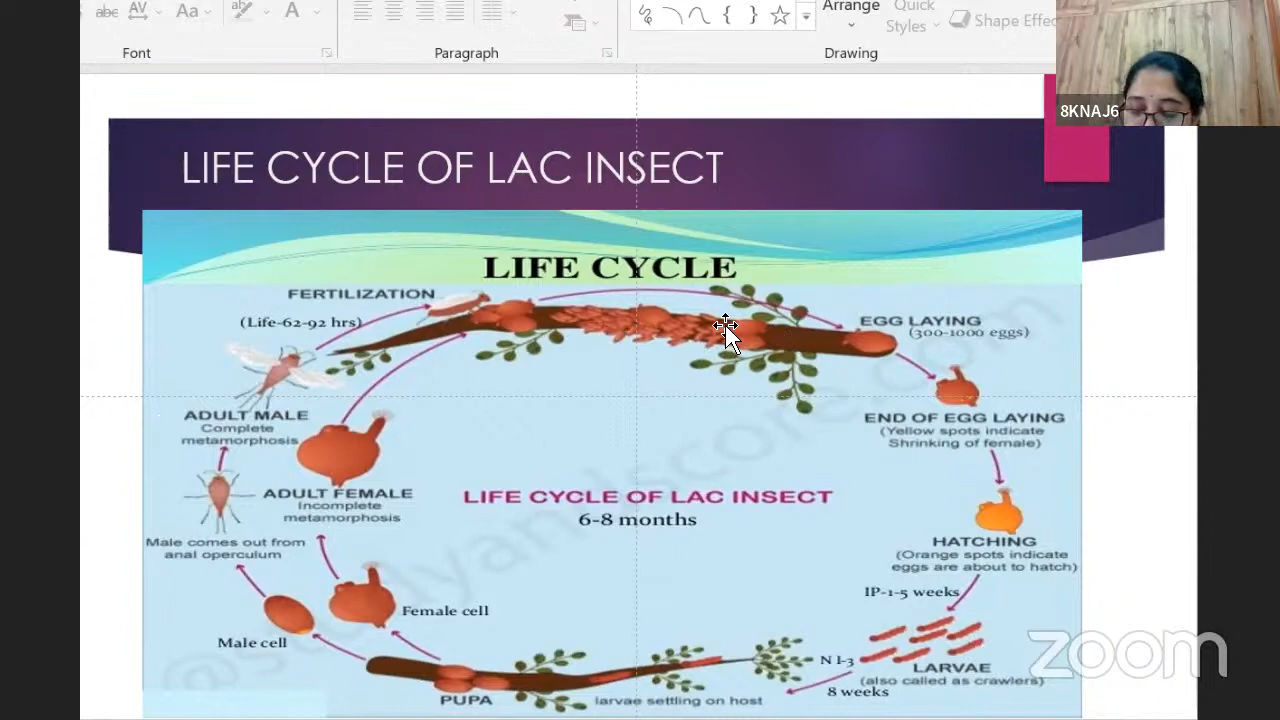 abc AV Aa A
Arrange
Quick
Styles
Shape Effec
Font
Paragraph
Drawing
8KNAJ6
LIFE CYCLE OF LAC INSECT
LIFE CYCLE
FERTILIZATION
(Life-62-92 hrs)
EGG LAYING
(300-1000 eggs)
ADULT MALE
Complete
metamorphosis
END OF EGG LAYING
(Yellow spots indicate
Shrinking of female)
ADULT FEMALE
Incomplete
metamorphosis
LIFE CYCLE OF LAC INSECT
6-8 months
Male comes out from
anal operculum
HATCHING
(Orange spots indicate
eggs are about to hatch)
IP-1-5 weeks
Female cell
Male cell
N I-3
LARVAE
(also called as crawlers)
8 weeks
PUPA
larvae settling on host
zoom